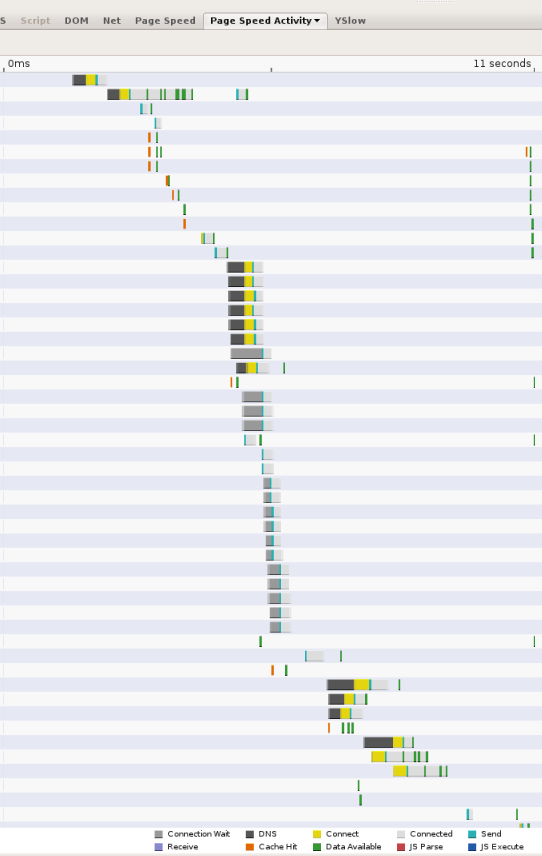 S Script DOM Net Page Speed Page Speed Activity YSlow
0ms 11 seconds
Connection Wait DNS Connect Connected Send
Receive Cache Hit Data Available JS Parse JS Execute